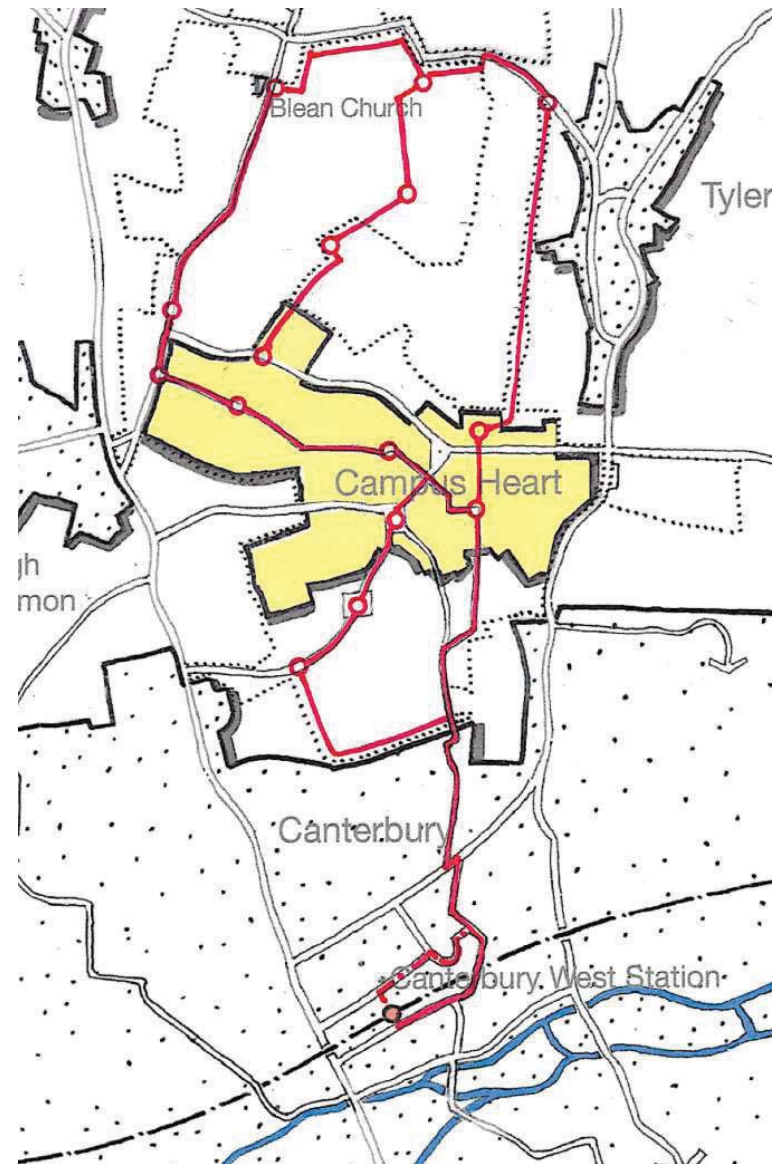 Blean Church
Tyler
Campus Heart
gh
mon
Canterbury
Canterbury West Station